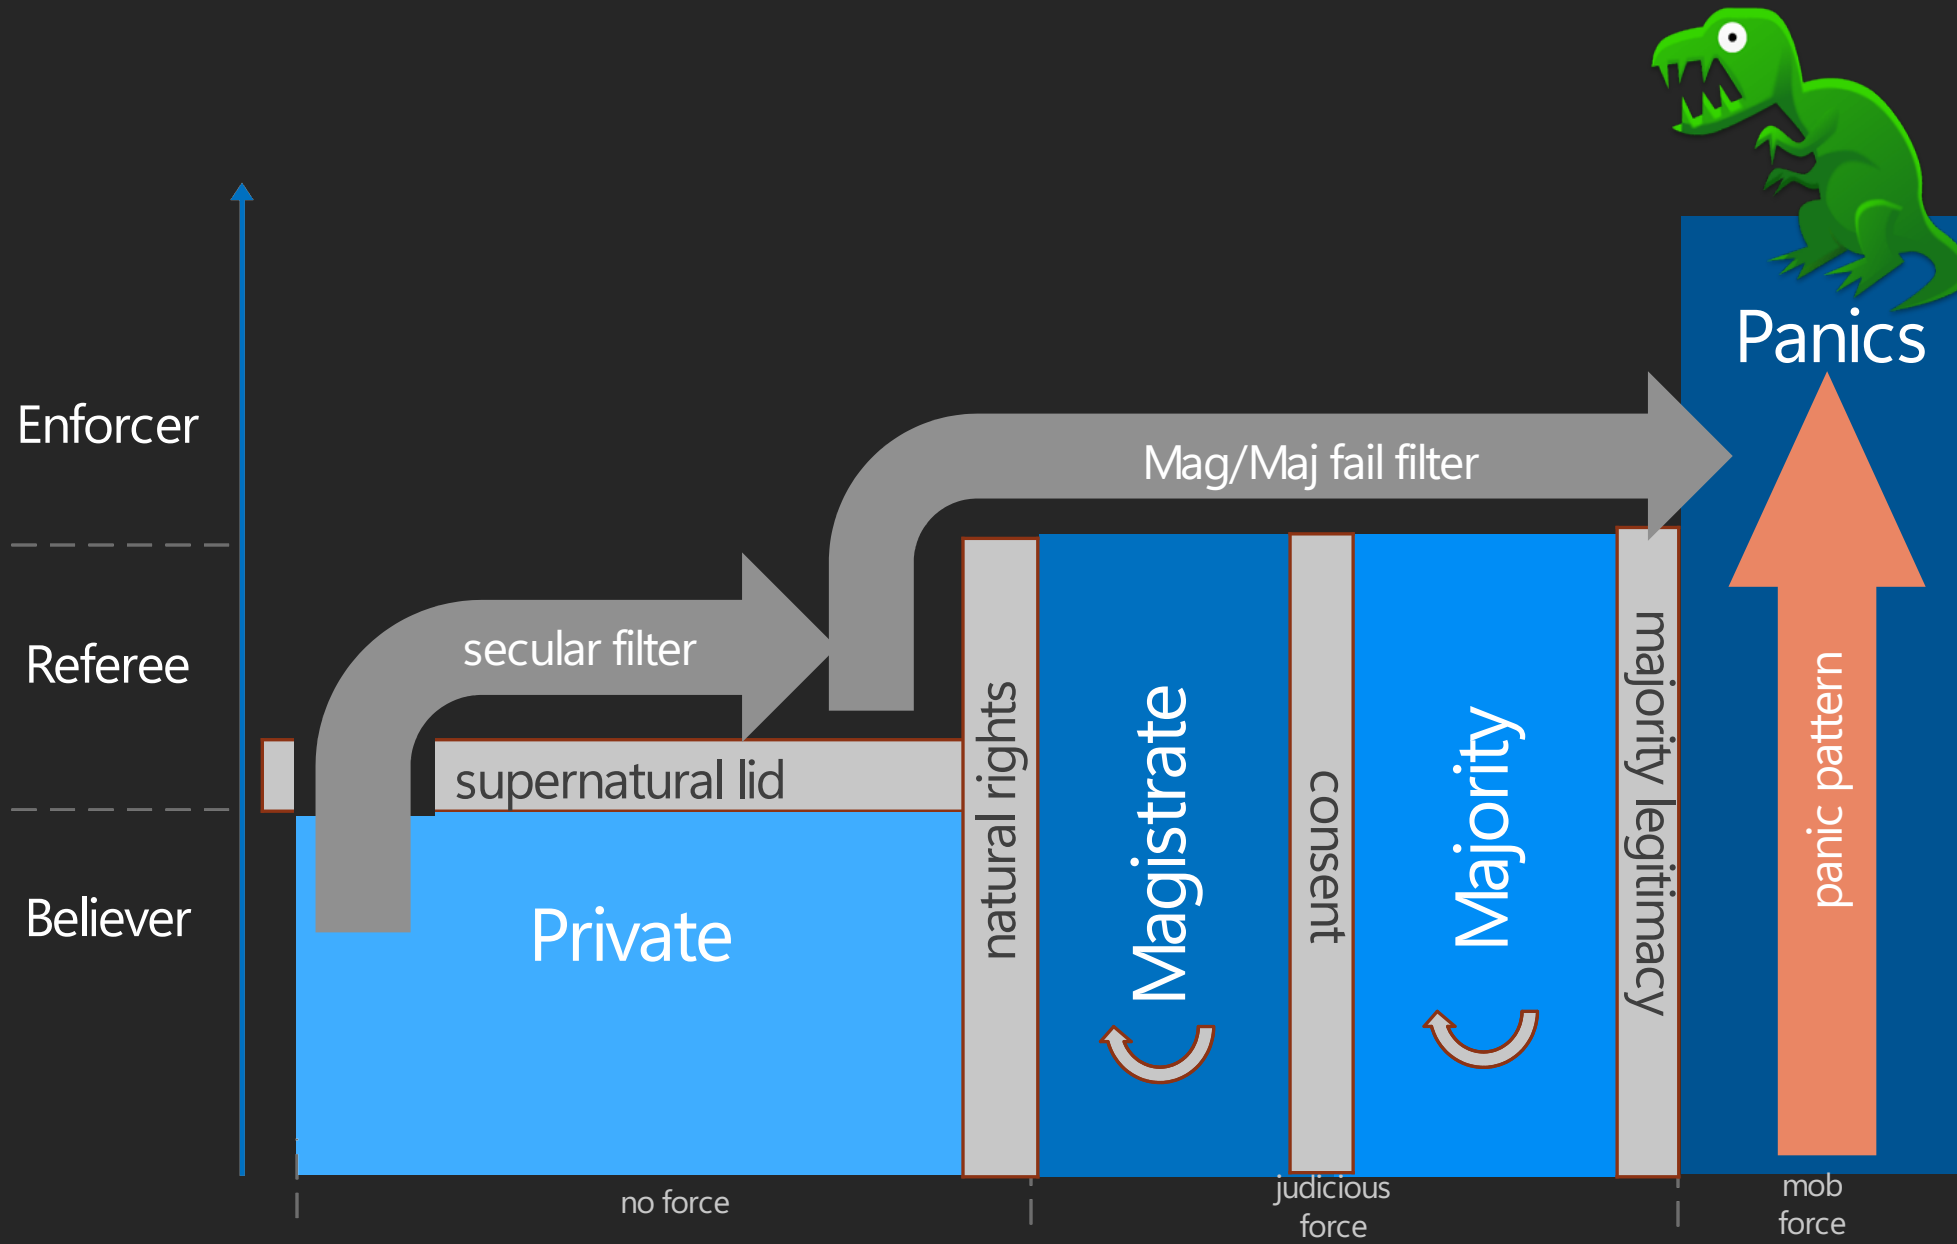 Panics
Enforcer
Mag/Maj fail filter
secular filter
Referee
supernatural lid
natural rights
Magistrate
consent
Majority
majority legitimacy
panic pattern
Believer
Private
no force
judicious
force
mob
force